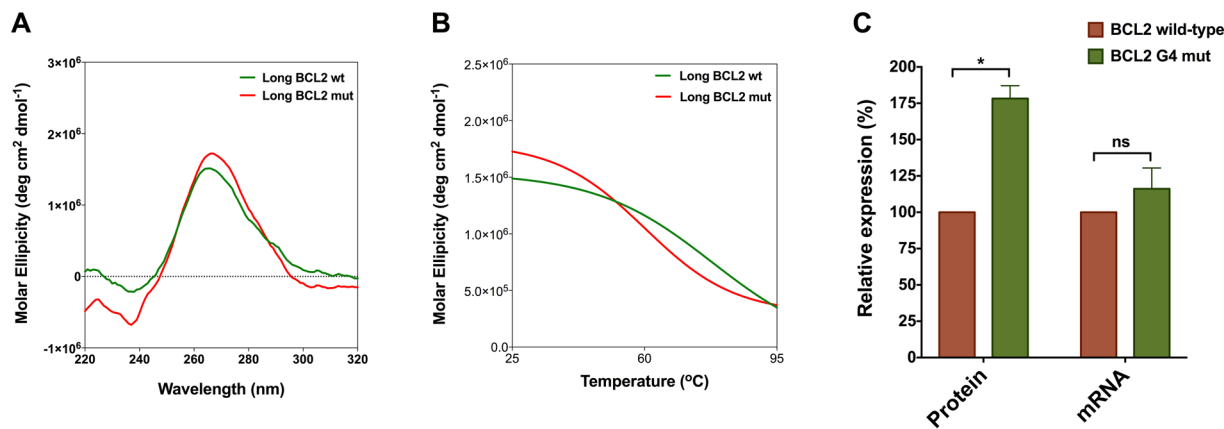 A
Molar Ellipicity (deg cm2 dmol-1)
3×10⁶
2×10⁶
1×10⁶
0
-1×10⁶
220
240
260
280
300
320
Wavelength (nm)
Long BCL2 wt
Long BCL2 mut
B
Molar Ellipicity (deg cm2 dmol-1)
2.5×10⁶
2.0×10⁶
1.5×10⁶
1.0×10⁶
5.0×10⁵
0.0
25
60
95
Temperature (ºC)
Long BCL2 wt
Long BCL2 mut
C
BCL2 wild-type
BCL2 G4 mut
Relative expression (%)
200
175
150
125
100
75
50
25
0
*
ns
Protein
mRNA